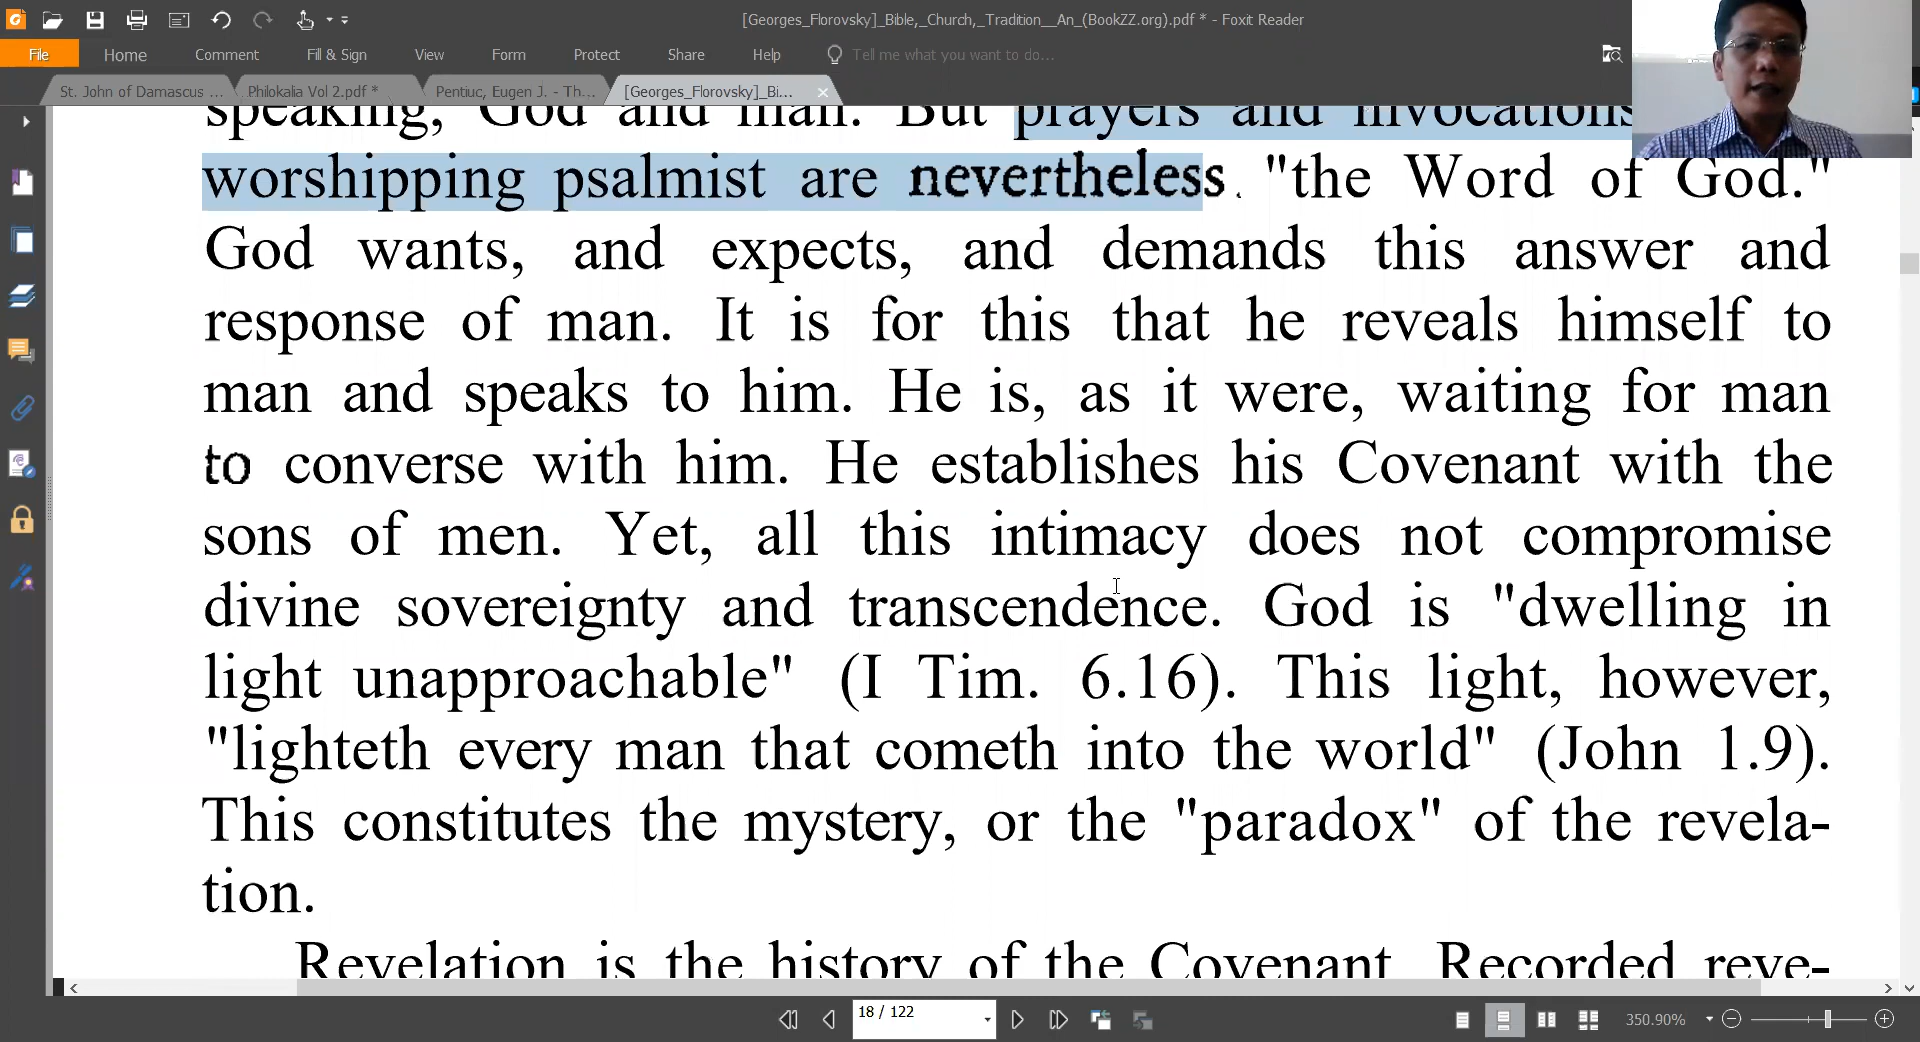 [Georges_Florovsky]_Bible,_Church,_Tradition__An_(BookZZ.org).pdf * - Foxit Reader
File Home Comment Fill & Sign View Form Protect Share Help Tell me what you want to do...
St. John of Damascus ... Philokalia Vol 2.pdf * Pentiuc, Eugen J. - Th... [Georges_Florovsky]_Bi...
speaking, God and man. But prayers and invocations
worshipping psalmist are nevertheless. "the Word of God."
God wants, and expects, and demands this answer and
response of man. It is for this that he reveals himself to
man and speaks to him. He is, as it were, waiting for man
to converse with him. He establishes his Covenant with the
sons of men. Yet, all this intimacy does not compromise
divine sovereignty and transcendence. God is "dwelling in
light unapproachable" (I Tim. 6.16). This light, however,
"lighteth every man that cometh into the world" (John 1.9).
This constitutes the mystery, or the "paradox" of the revela-
tion.
Revelation is the history of the Covenant. Recorded reve-
18 / 122
350.90%